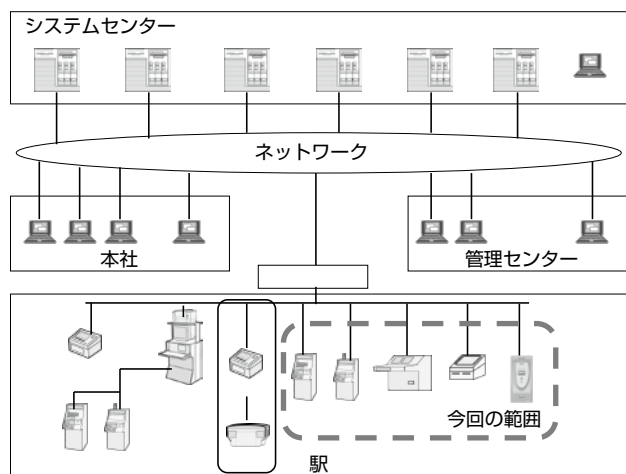 システムセンター
ネットワーク
本社
管理センター
今回の範囲
駅